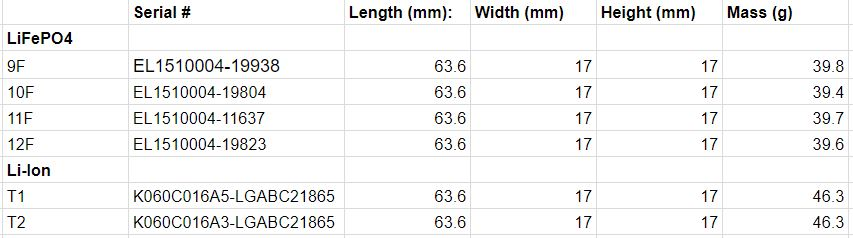 Serial # Length (mm): Width (mm) Height (mm) Mass (g)
LiFePO4
9F EL1510004-19938 63.6 17 17 39.8
10F EL1510004-19804 63.6 17 17 39.4
11F EL1510004-11637 63.6 17 17 39.7
12F EL1510004-19823 63.6 17 17 39.6
Li-Ion
T1 K060C016A5-LGABC21865 63.6 17 17 46.3
T2 K060C016A3-LGABC21865 63.6 17 17 46.3